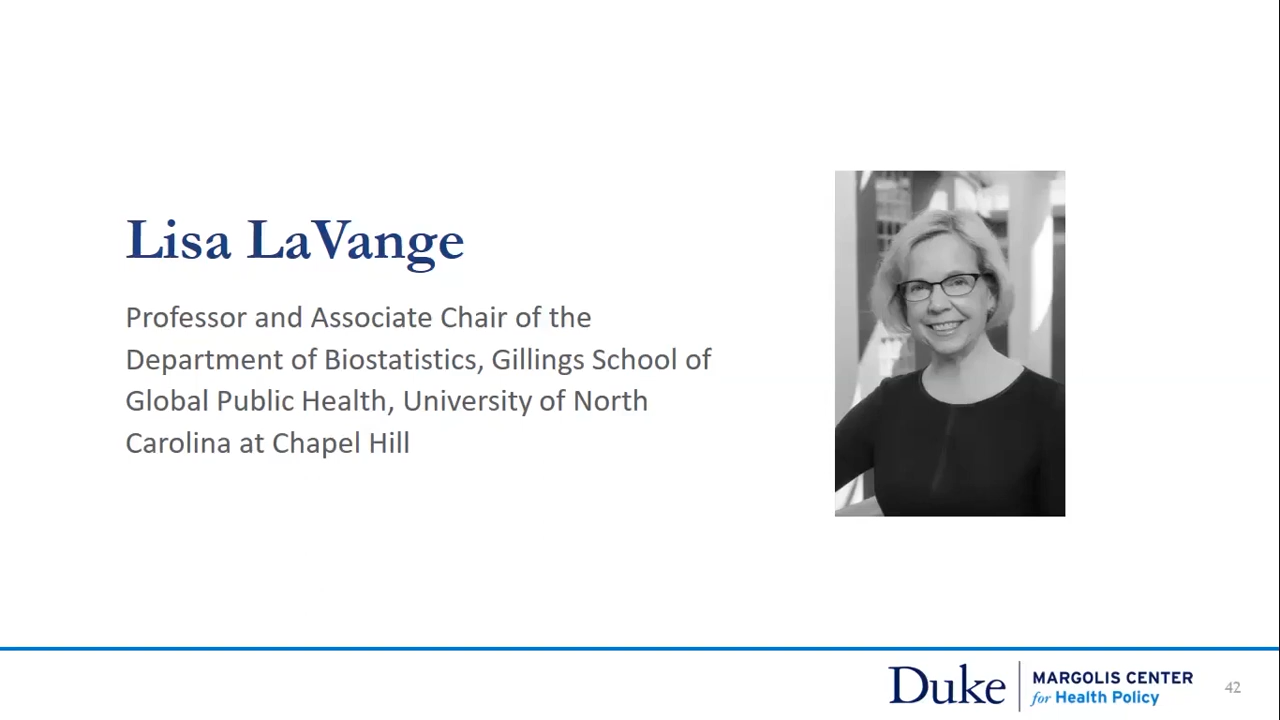 Lisa LaVange
Professor and Associate Chair of the
Department of Biostatistics, Gillings School of
Global Public Health, University of North
Carolina at Chapel Hill
Duke
MARGOLIS CENTER
for Health Policy
42